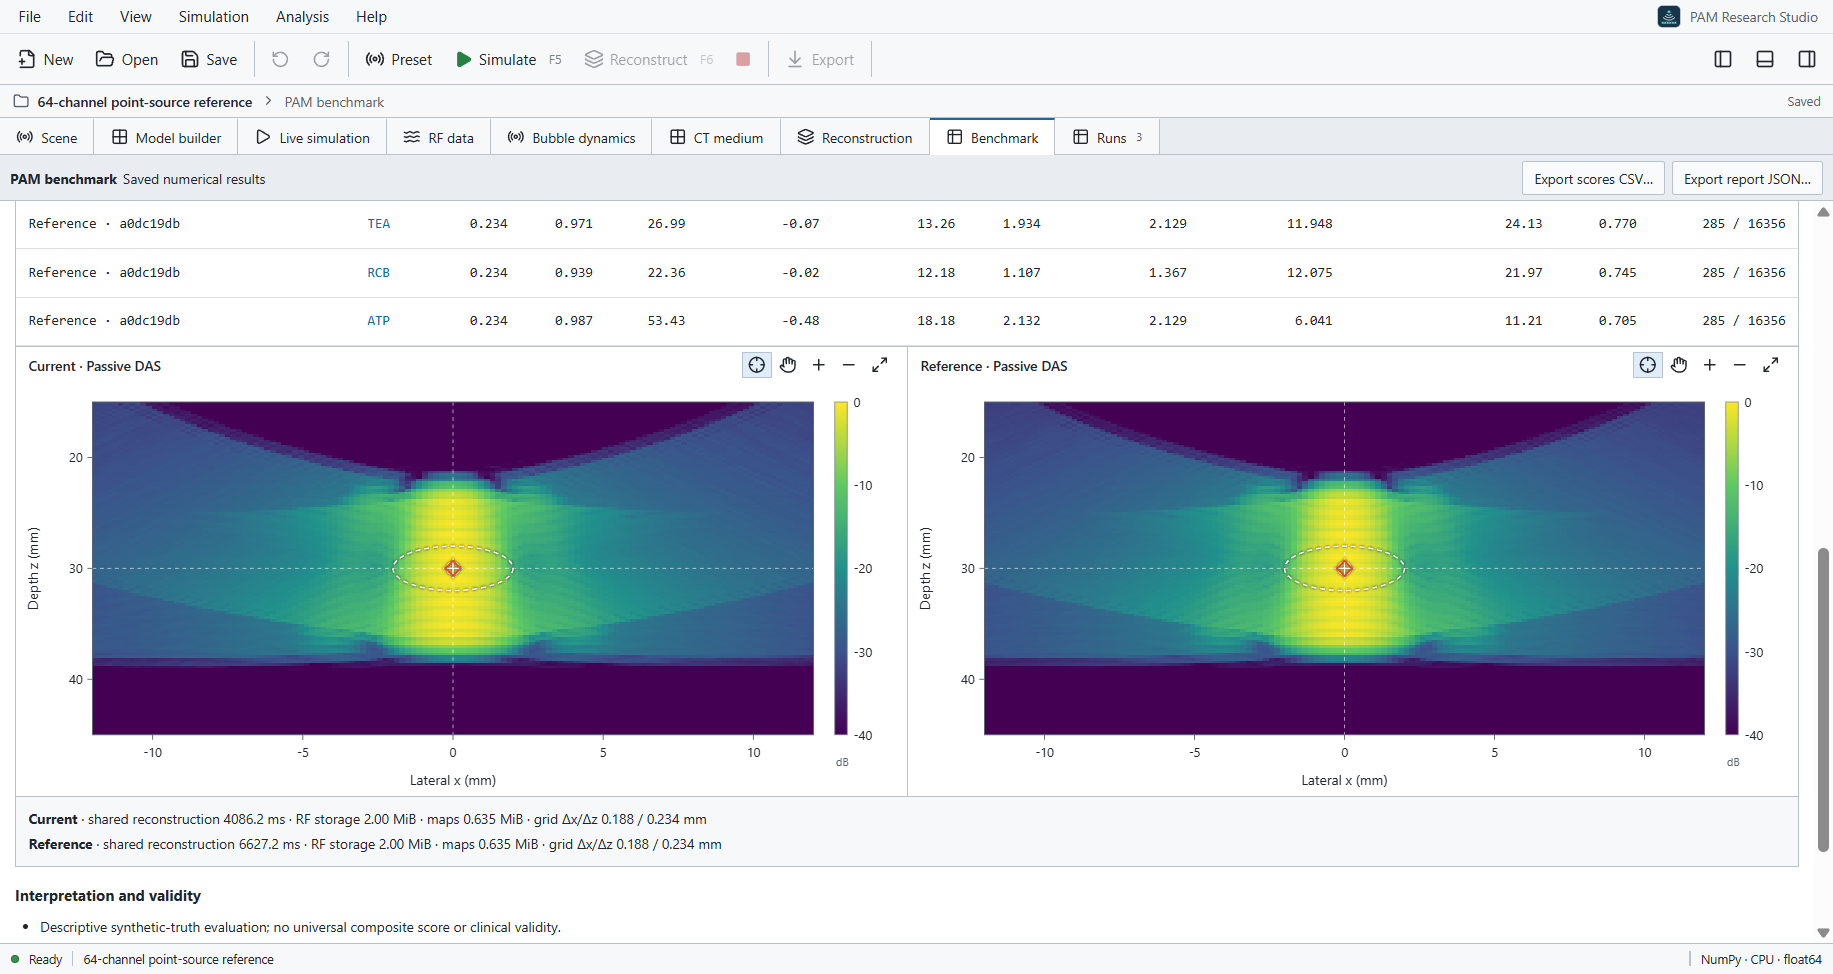 File Edit View Simulation Analysis Help PAM Research Studio
New Open Save Preset Simulate F5 Reconstruct F6 Export
64-channel point-source reference > PAM benchmark Saved
Scene Model builder Live simulation RF data Bubble dynamics CT medium Reconstruction Benchmark Runs 3
PAM benchmark Saved numerical results Export scores CSV... Export report JSON...
Reference · a0dc19db TEA 0.234 0.971 26.99 -0.07 13.26 1.934 2.129 11.948 24.13 0.770 285 / 16356
Reference · a0dc19db RCB 0.234 0.939 22.36 -0.02 12.18 1.107 1.367 12.075 21.97 0.745 285 / 16356
Reference · a0dc19db ATP 0.234 0.987 53.43 -0.48 18.18 2.132 2.129 6.041 11.21 0.705 285 / 16356
Current · Passive DAS
Depth z (mm)
20
30
40
-10 -5 0 5 10
Lateral x (mm)
0
-10
-20
-30
-40
dB
Reference · Passive DAS
Depth z (mm)
20
30
40
-10 -5 0 5 10
Lateral x (mm)
0
-10
-20
-30
-40
dB
Current · shared reconstruction 4086.2 ms · RF storage 2.00 MiB · maps 0.635 MiB · grid Δx/Δz 0.188 / 0.234 mm
Reference · shared reconstruction 6627.2 ms · RF storage 2.00 MiB · maps 0.635 MiB · grid Δx/Δz 0.188 / 0.234 mm
Interpretation and validity
• Descriptive synthetic-truth evaluation; no universal composite score or clinical validity.
Ready 64-channel point-source reference NumPy · CPU · float64